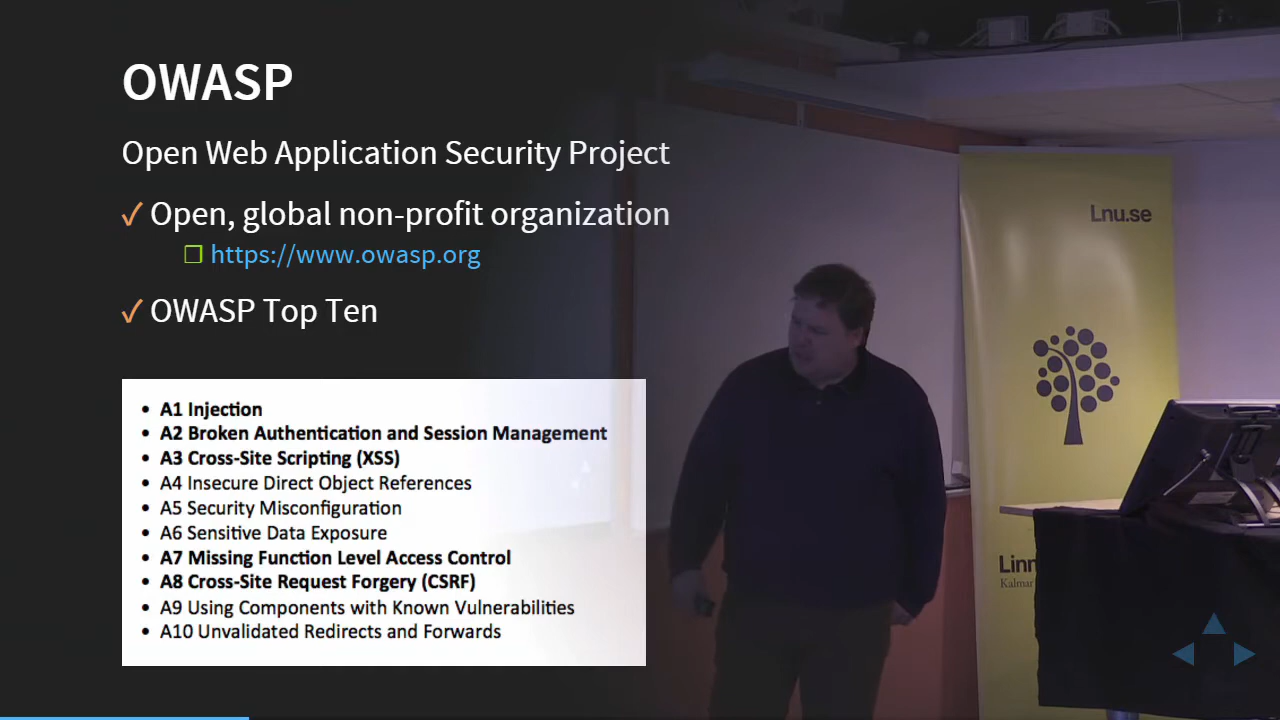 OWASP
Open Web Application Security Project
✓ Open, global non-profit organization
❐ https://www.owasp.org
✓ OWASP Top Ten
• A1 Injection
• A2 Broken Authentication and Session Management
• A3 Cross-Site Scripting (XSS)
• A4 Insecure Direct Object References
• A5 Security Misconfiguration
• A6 Sensitive Data Exposure
• A7 Missing Function Level Access Control
• A8 Cross-Site Request Forgery (CSRF)
• A9 Using Components with Known Vulnerabilities
• A10 Unvalidated Redirects and Forwards
Lnu.se
Kalmar